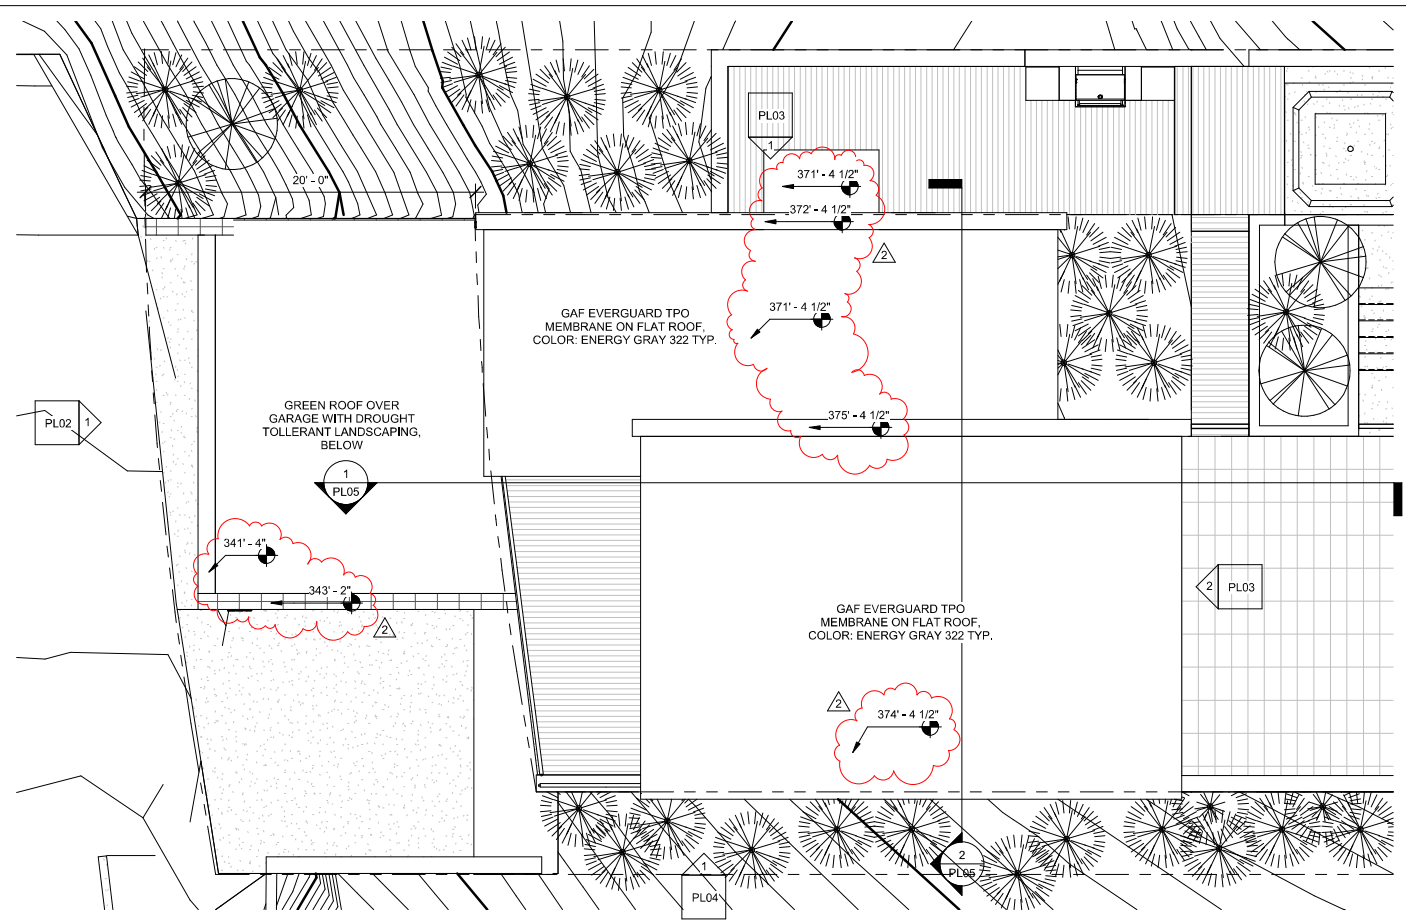 PL03
1
371' - 4 1/2"
20' - 0"
372' - 4 1/2"
2
371' - 4 1/2"
GAF EVERGUARD TPO
MEMBRANE ON FLAT ROOF,
COLOR: ENERGY GRAY 322 TYP.
GREEN ROOF OVER
GARAGE WITH DROUGHT
TOLLERANT LANDSCAPING,
BELOW
375' - 4 1/2"
PL02
1
1
PL05
341' - 4"
343' - 2"
2
2
PL03
GAF EVERGUARD TPO
MEMBRANE ON FLAT ROOF,
COLOR: ENERGY GRAY 322 TYP.
2
374' - 4 1/2"
2
PL05
1
PL04